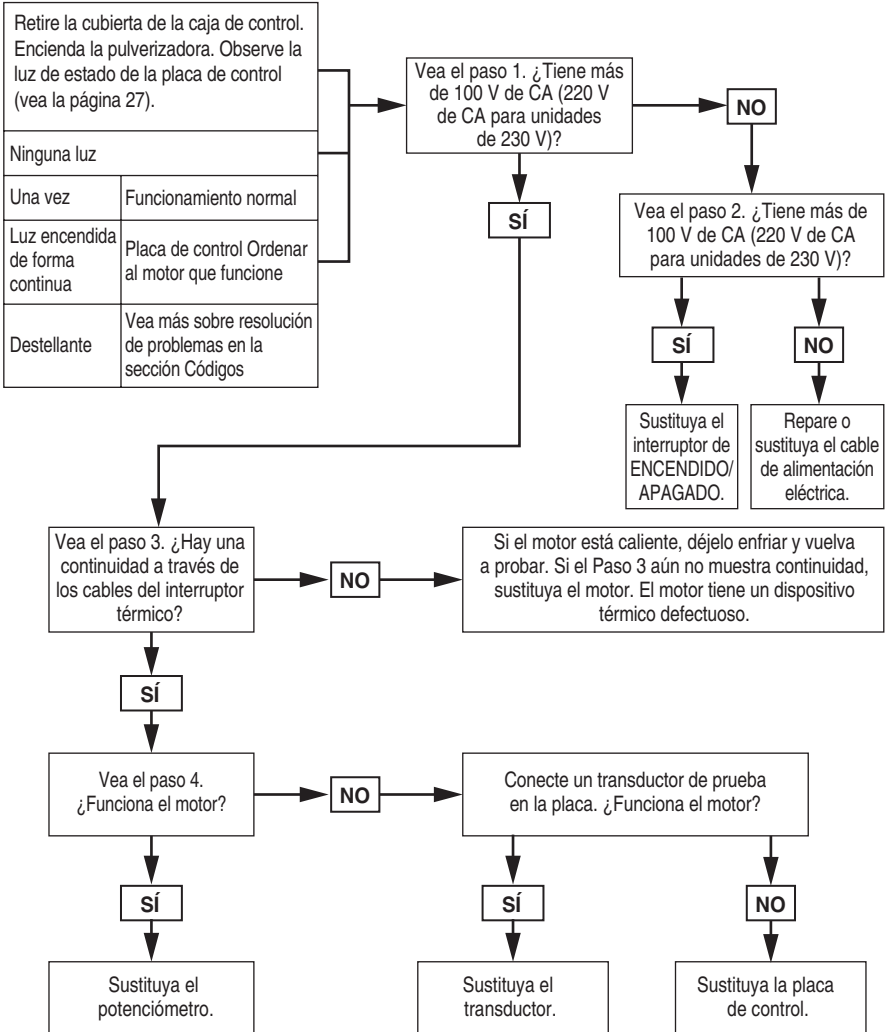 Retire la cubierta de la caja de control.
Encienda la pulverizadora. Observe la
luz de estado de la placa de control
(vea la página 27).
Ninguna luz
Una vez
Funcionamiento normal
Luz encendida
de forma
continua
Placa de control Ordenar
al motor que funcione
Destellante
Vea más sobre resolución
de problemas en la
sección Códigos
Vea el paso 1. ¿Tiene más
de 100 V de CA (220 V
de CA para unidades
de 230 V)?
NO
SÍ
Vea el paso 2. ¿Tiene más de
100 V de CA (220 V de CA
para unidades de 230 V)?
SÍ
NO
Sustituya el
interruptor de
ENCENDIDO/
APAGADO.
Repare o
sustituya el cable
de alimentación
eléctrica.
Vea el paso 3. ¿Hay una
continuidad a través de
los cables del interruptor
térmico?
NO
Si el motor está caliente, déjelo enfriar y vuelva
a probar. Si el Paso 3 aún no muestra continuidad,
sustituya el motor. El motor tiene un dispositivo
térmico defectuoso.
SÍ
Vea el paso 4.
¿Funciona el motor?
NO
Conecte un transductor de prueba
en la placa. ¿Funciona el motor?
SÍ
SÍ
NO
Sustituya el
potenciómetro.
Sustituya el
transductor.
Sustituya la placa
de control.